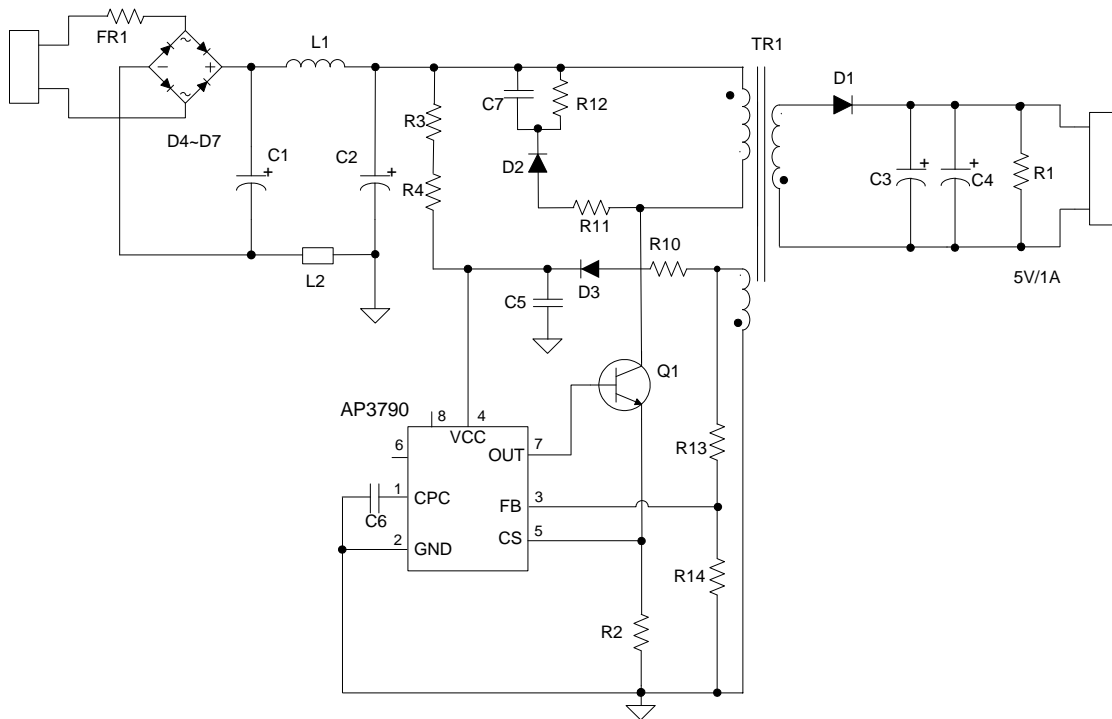 FR1
L1
TR1
~
D1
C7
R12
−
+
R3
D4~D7
~
C1
+
C2
+
D2
C3
+
C4
+
R1
R4
R11
R10
L2
C5
D3
5V/1A
Q1
AP3790
8
4
VCC
6
OUT
7
R13
1
CPC
FB
3
C6
CS
5
2
GND
R14
R2